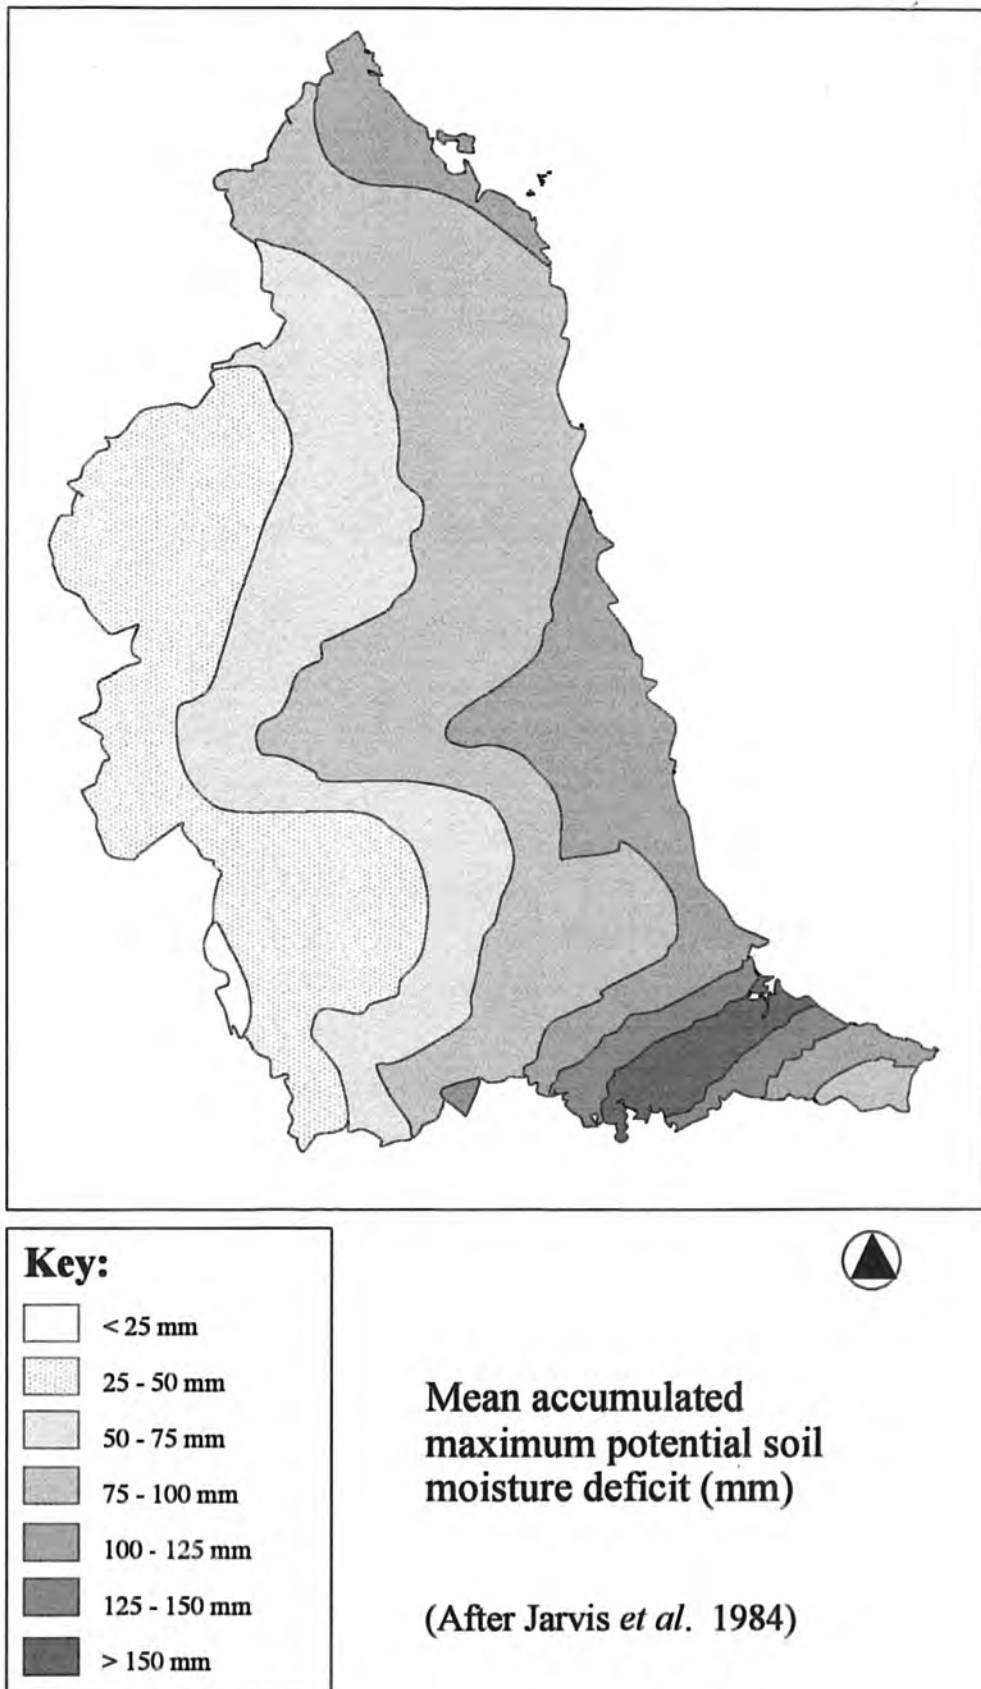 Key:
< 25 mm
25 - 50 mm
50 - 75 mm
75 - 100 mm
100 - 125 mm
125 - 150 mm
> 150 mm
Mean accumulated
maximum potential soil
moisture deficit (mm)
(After Jarvis et al. 1984)